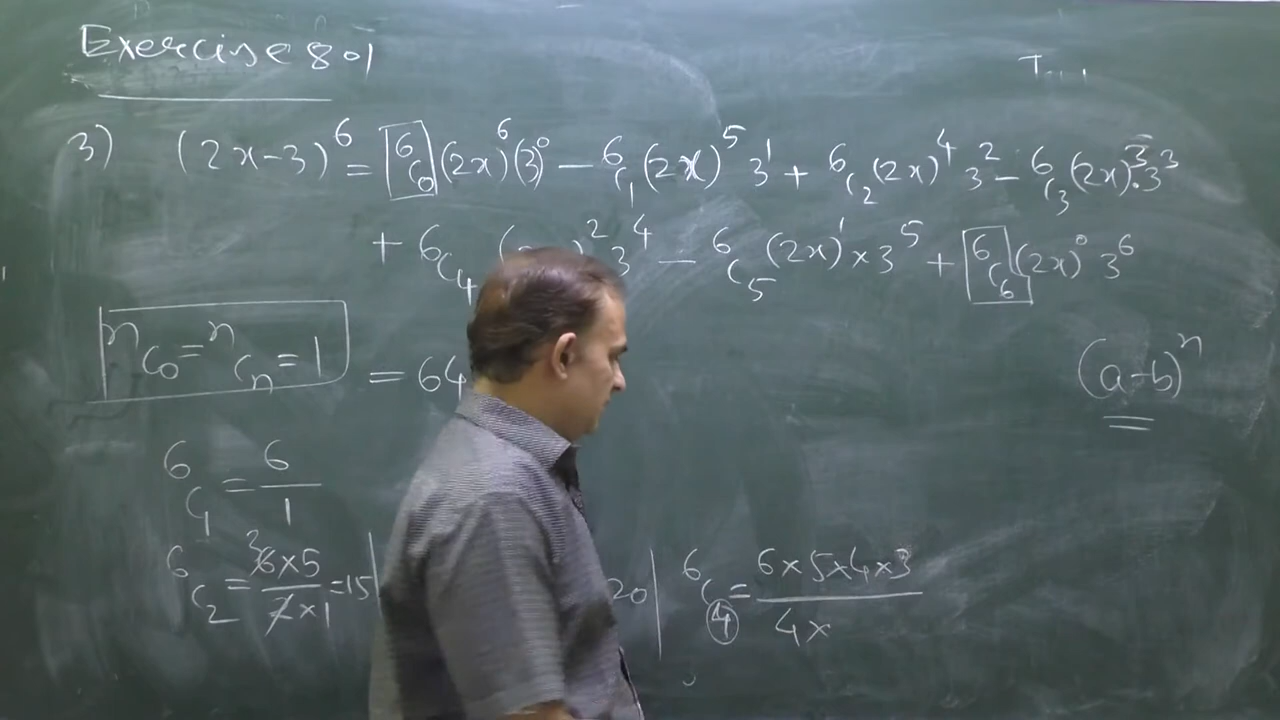 Exercise 8.1
T
3) (2x-3)^6 = 6C0 (2x)^6 (3)^0 - 6C1 (2x)^5 3^1 + 6C2 (2x)^4 3^2 - 6C3 (2x)^3 . 3^3
+ 6C4 ( )^2 3^4 - 6C5 (2x)^1 × 3^5 + 6C6 (2x)^0 3^6
nC0 = nCn = 1
= 64
(a-b)^n
6C1 = 6/1
6C2 = 6×5 / 2×1 = 15
20
6C4 = 6×5×4×3 / 4×